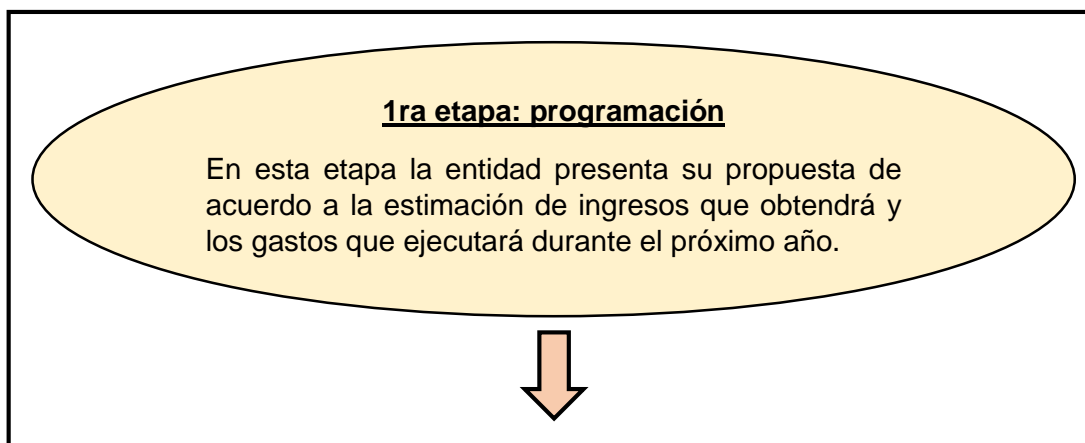 1ra etapa: programación
En esta etapa la entidad presenta su propuesta de
acuerdo a la estimación de ingresos que obtendrá y
los gastos que ejecutará durante el próximo año.